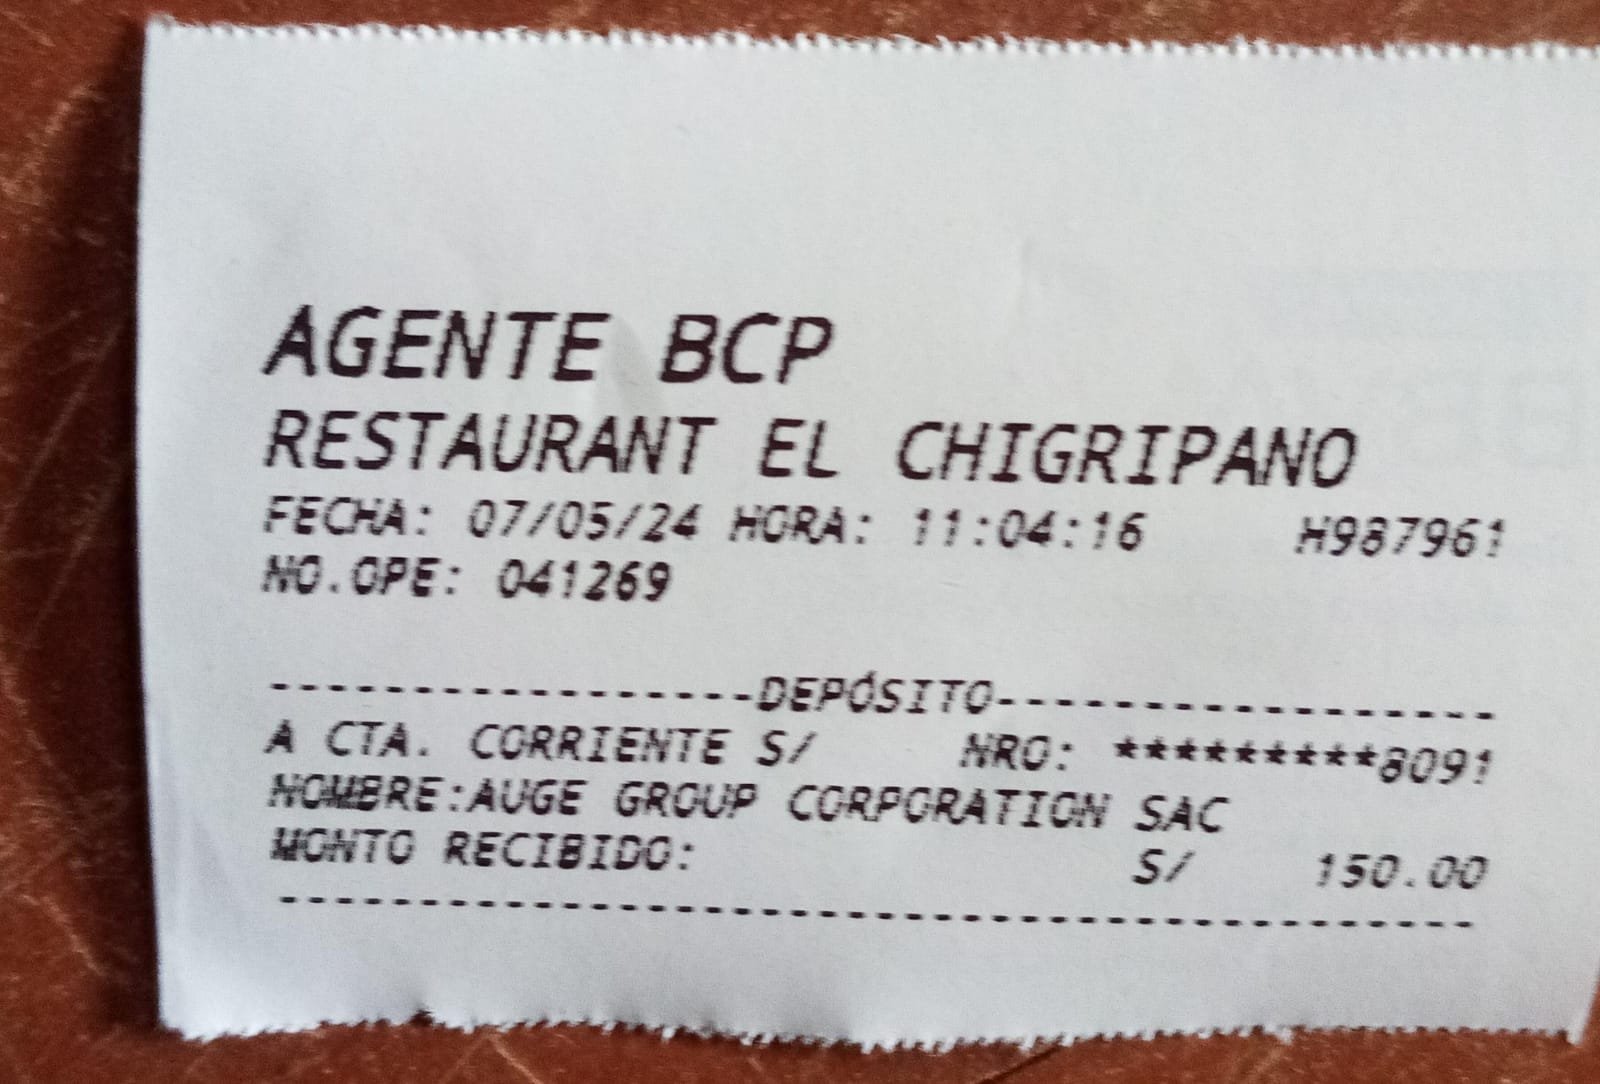 AGENTE BCP
RESTAURANT EL CHIGRIPANO
FECHA: 07/05/24 HORA: 11:04:16 H987961
NO.OPE: 041269
-----------------DEPÓSITO-----------------
A CTA. CORRIENTE S/ NRO: *********8091
NOMBRE:AUGE GROUP CORPORATION SAC
MONTO RECIBIDO: S/ 150.00
------------------------------------------